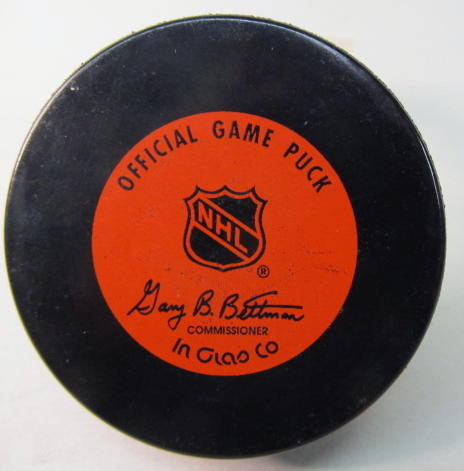 OFFICIAL GAME PUCK
NHL
®
Gary B. Bettman
COMMISSIONER
In Glas Co